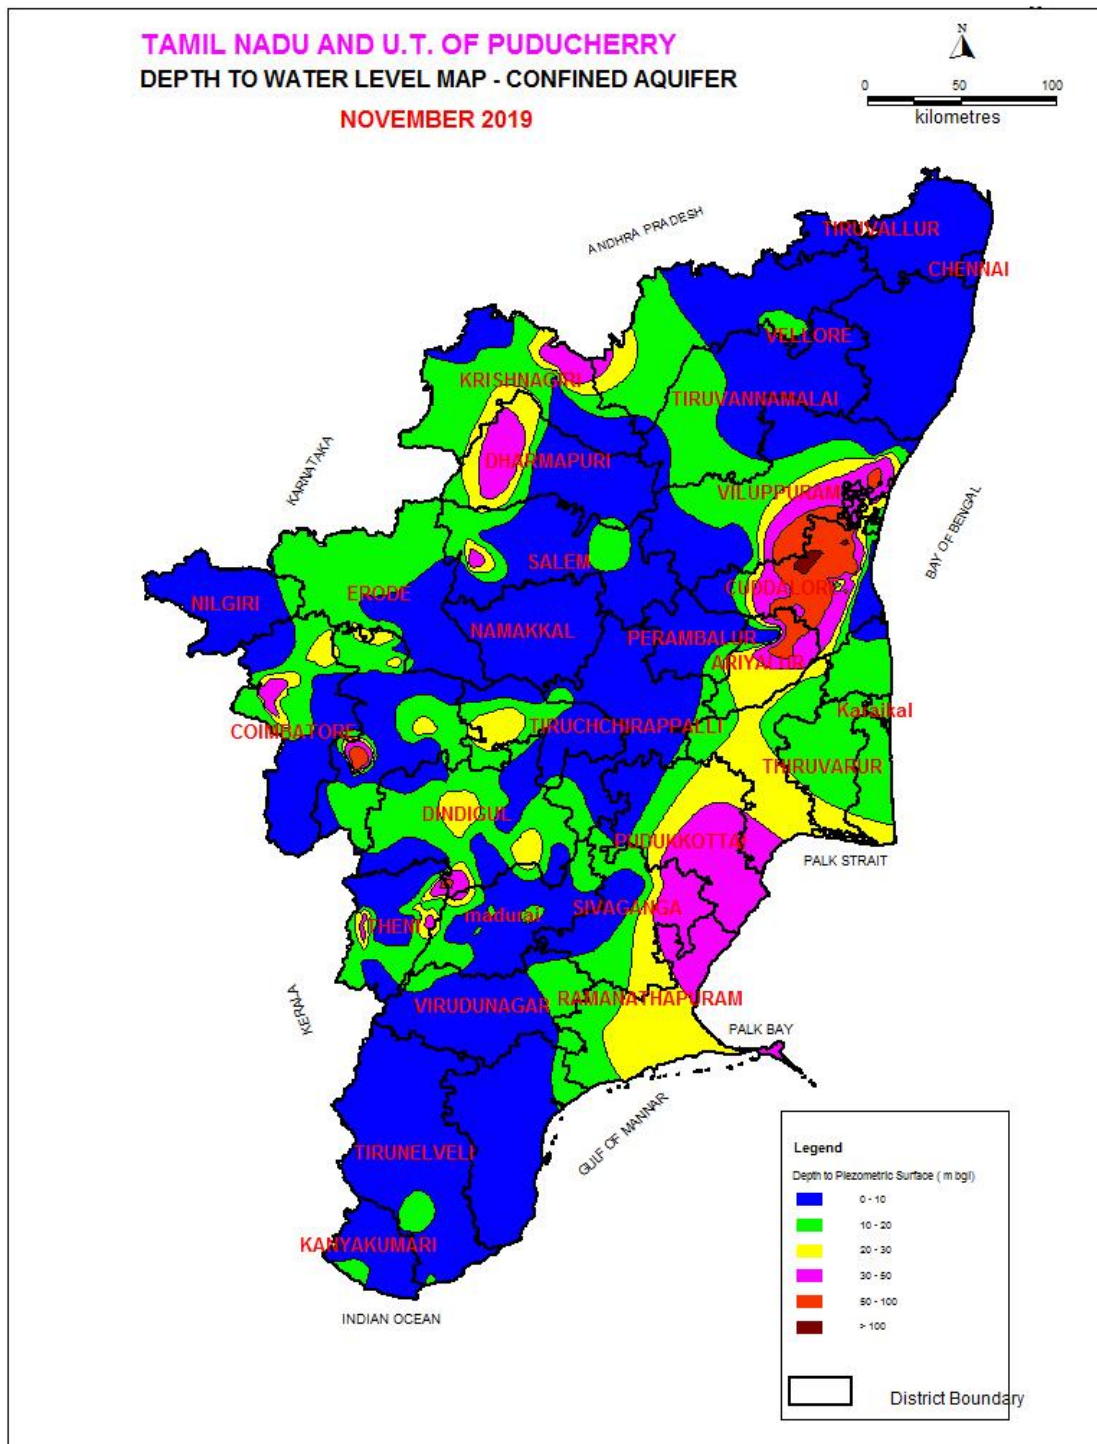 TAMIL NADU AND U.T. OF PUDUCHERRY
DEPTH TO WATER LEVEL MAP - CONFINED AQUIFER
NOVEMBER 2019
N
0 50 100
kilometres
ANDHRA PRADESH
TIRUVALLUR
CHENNAI
VELLORE
KRISHNAGIRI
TIRUVANNAMALAI
KARNATAKA
DHARMAPURI
VILUPPURAM
BAY OF BENGAL
SALEM
CUDDALORE
NILGIRI
ERODE
NAMAKKAL
PERAMBALUR
ARIYALUR
Karaikal
COIMBATORE
TIRUCHCHIRAPPALLI
THIRUVARUR
DINDIGUL
PUDUKKOTTAI
PALK STRAIT
THENI
madurai
SIVAGANGA
KERALA
VIRUDUNAGAR
RAMANATHAPURAM
PALK BAY
GULF OF MANNAR
TIRUNELVELI
KANYAKUMARI
INDIAN OCEAN
Legend
Depth to Piezometric Surface ( m bgl)
0 - 10
10 - 20
20 - 30
30 - 50
50 - 100
> 100
District Boundary